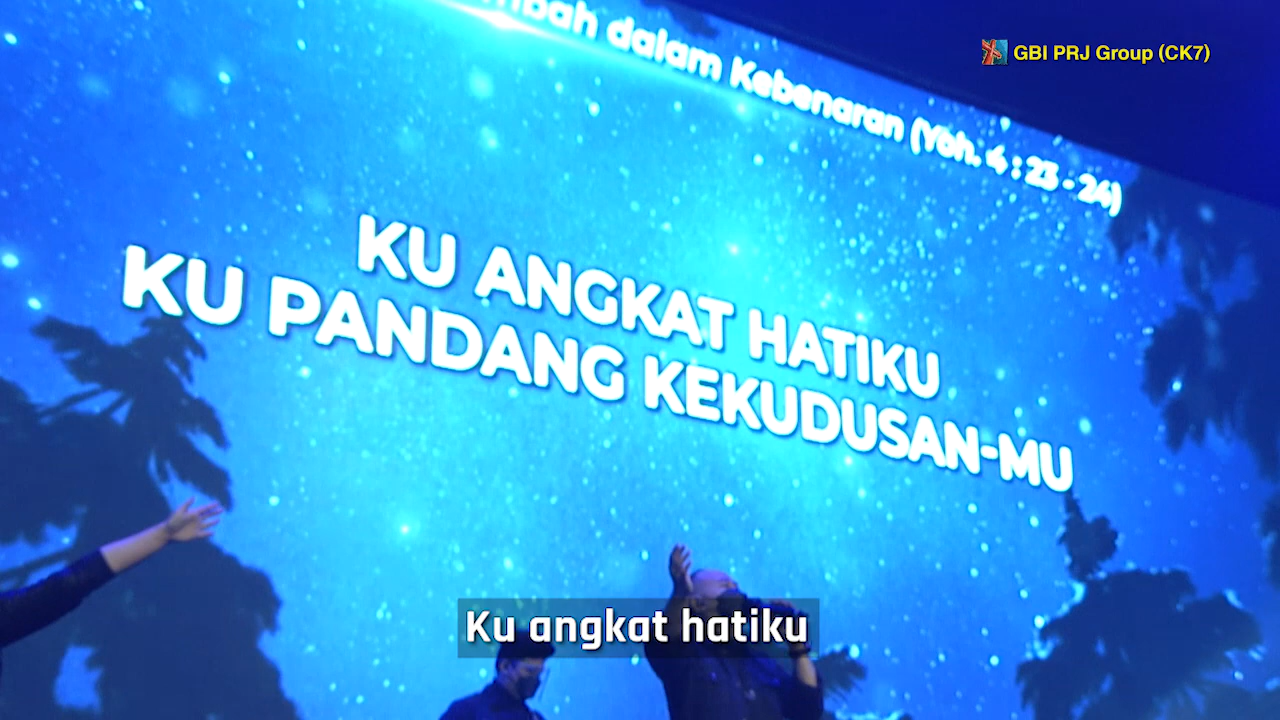 GBI PRJ Group (CK7)
dalam Kebenaran (Yoh. 4 : 23 - 24)
KU ANGKAT HATIKU
KU PANDANG KEKUDUSAN-MU
Ku angkat hatiku